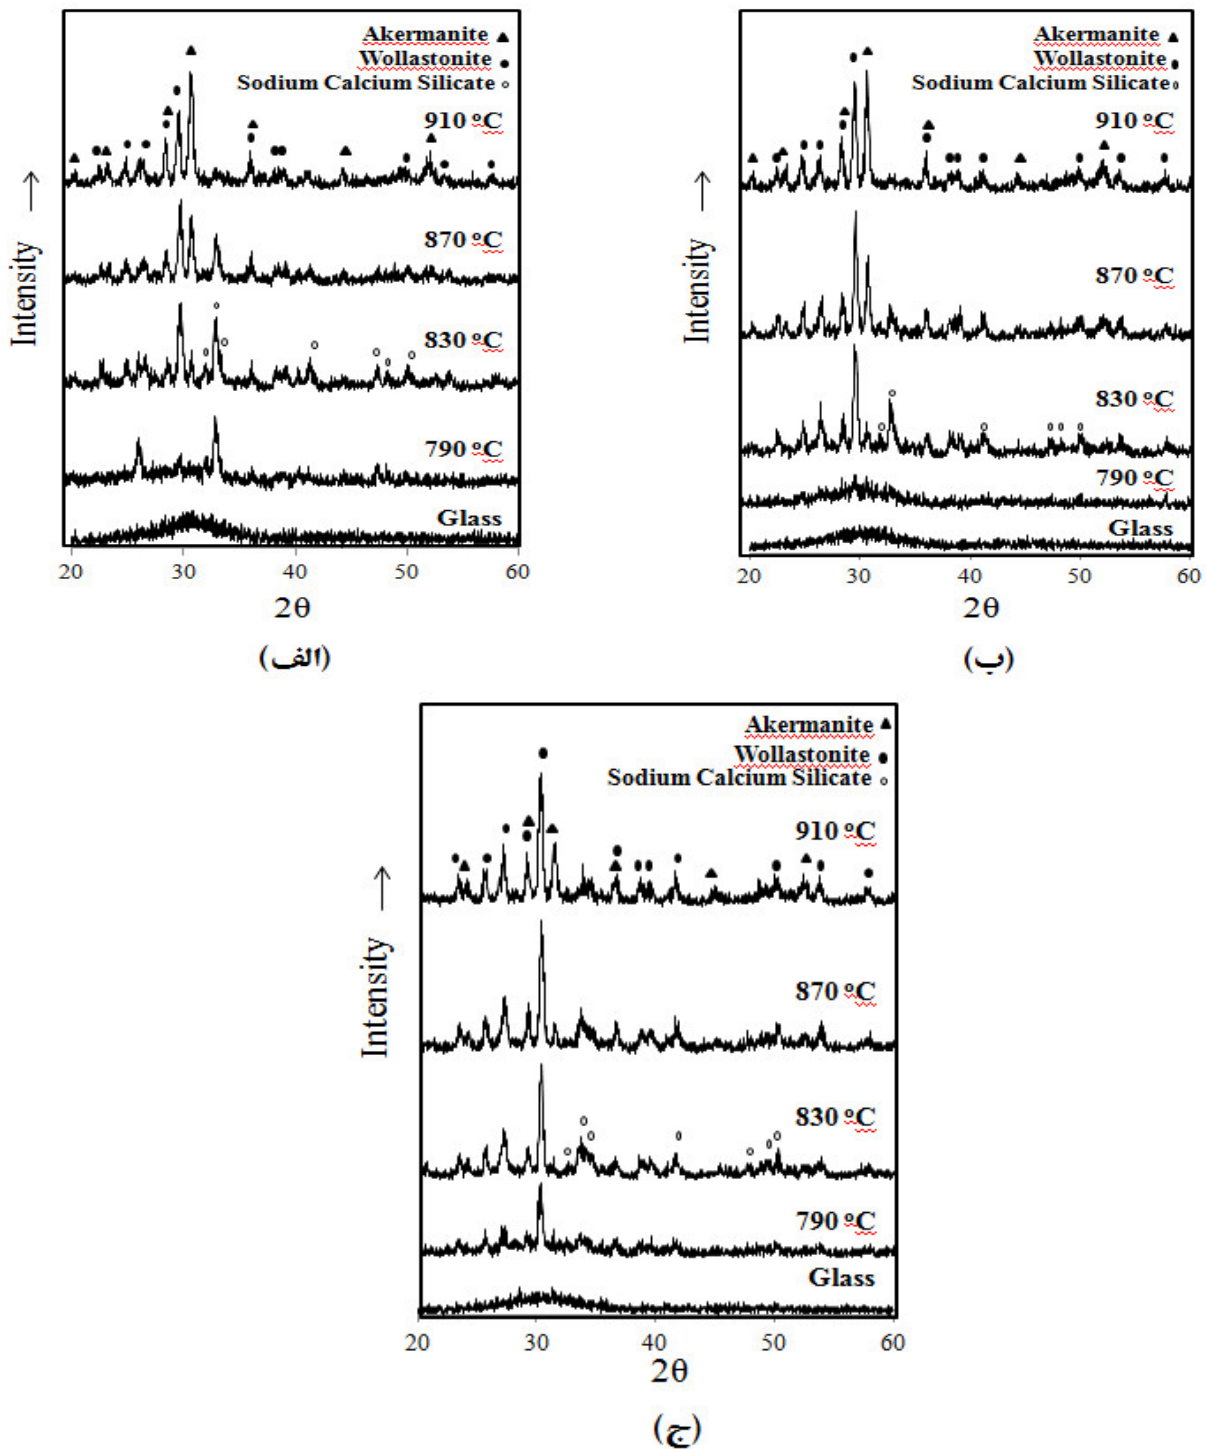 Akermanite ▲
Wollastonite ●
Sodium Calcium Silicate ○
910 ºC
870 ºC
830 ºC
790 ºC
Glass
Intensity →
20 30 40 50 60
2θ
(الف)
Akermanite ▲
Wollastonite ●
Sodium Calcium Silicate ○
910 ºC
870 ºC
830 ºC
790 ºC
Glass
Intensity →
20 30 40 50 60
2θ
(ب)
Akermanite ▲
Wollastonite ●
Sodium Calcium Silicate ○
910 ºC
870 ºC
830 ºC
790 ºC
Glass
Intensity →
20 30 40 50 60
2θ
(ج)